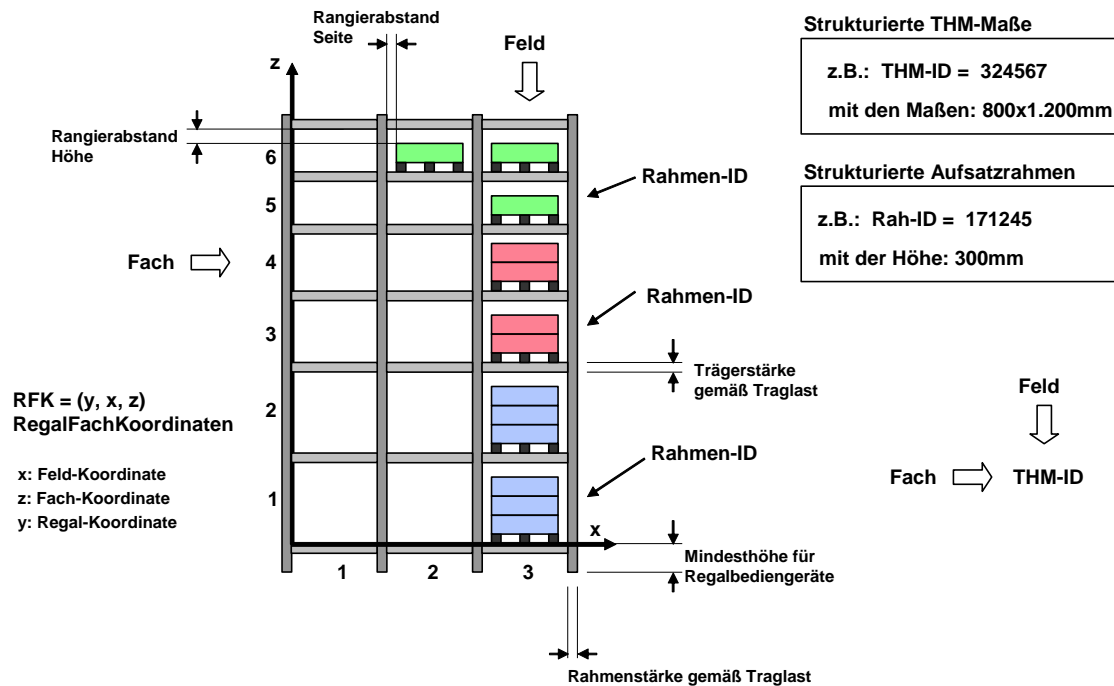 Rangierabstand
Seite
Feld
z
Rangierabstand
Höhe
6
5
4
3
2
1
Fach
Rahmen-ID
Rahmen-ID
Trägerstärke
gemäß Traglast
Rahmen-ID
RFK = (y, x, z)
RegalFachKoordinaten
x: Feld-Koordinate
z: Fach-Koordinate
y: Regal-Koordinate
x
1 2 3
Mindesthöhe für
Regalbediengeräte
Rahmenstärke gemäß Traglast
Strukturierte THM-Maße
z.B.: THM-ID = 324567
mit den Maßen: 800x1.200mm
Strukturierte Aufsatzrahmen
z.B.: Rah-ID = 171245
mit der Höhe: 300mm
Feld
Fach THM-ID